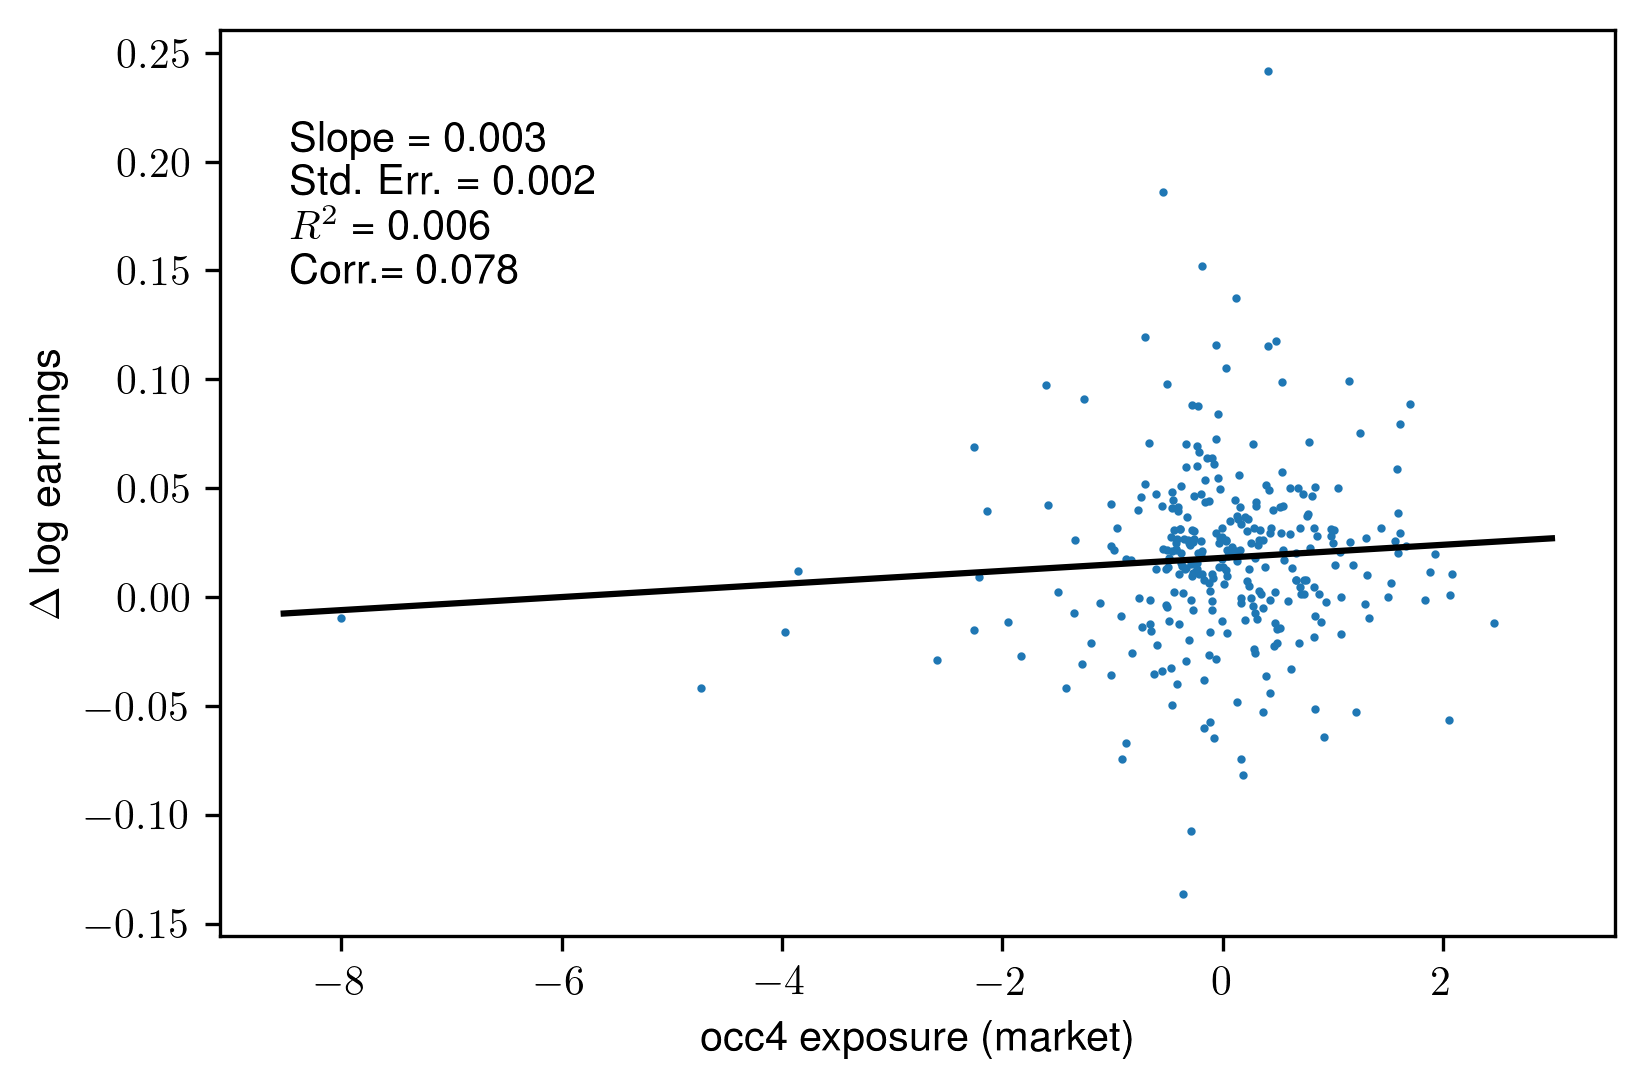 0.25
0.20
0.15
0.10
0.05
0.00
−0.05
−0.10
−0.15
Δ log earnings
Slope = 0.003
Std. Err. = 0.002
R² = 0.006
Corr.= 0.078
−8 −6 −4 −2 0 2
occ4 exposure (market)